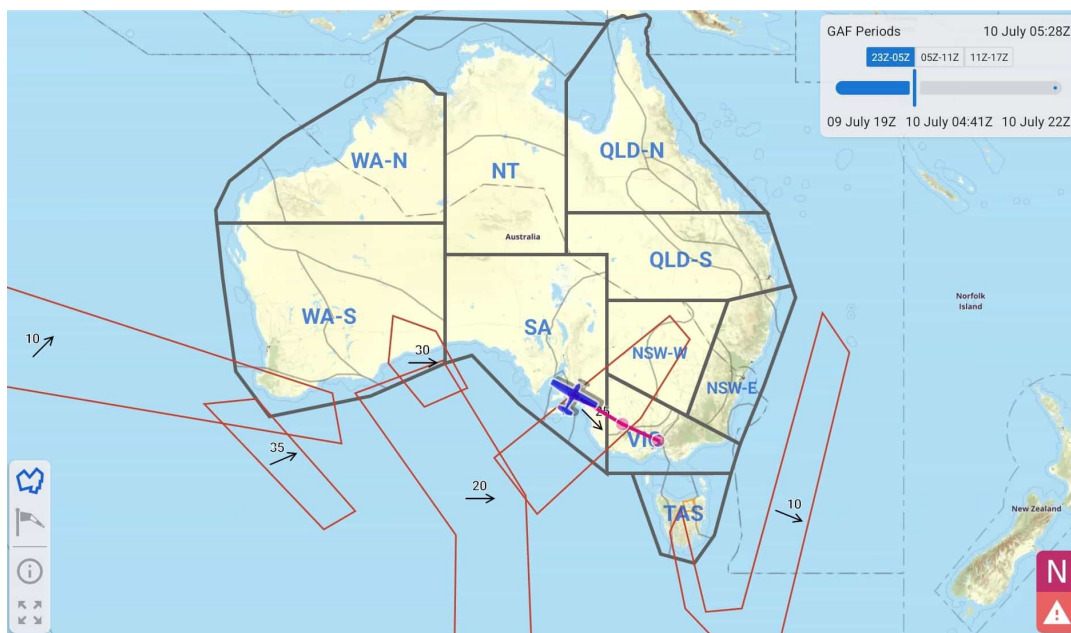 GAF Periods 10 July 05:28Z
23Z-05Z 05Z-11Z 11Z-17Z
09 July 19Z 10 July 04:41Z 10 July 22Z
WA-N
NT
QLD-N
Australia
QLD-S
Norfolk
Island
WA-S
SA
10
30
NSW-W
NSW-E
25
VIC
35
20
10
TAS
New Zealand
N